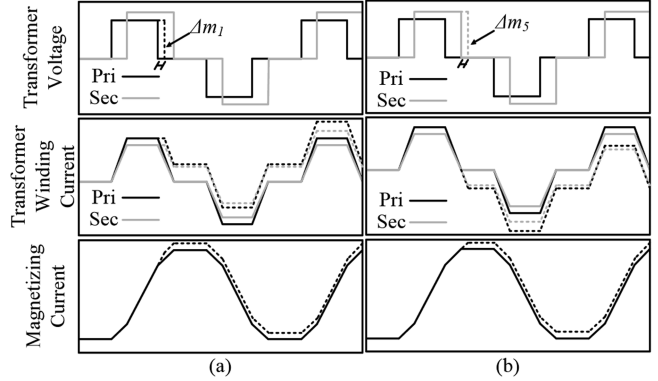 Transformer
Voltage
Δm1
Pri
Sec
Δm5
Pri
Sec
Transformer
Winding
Current
Pri
Sec
Pri
Sec
Magnetizing
Current
(a)
(b)